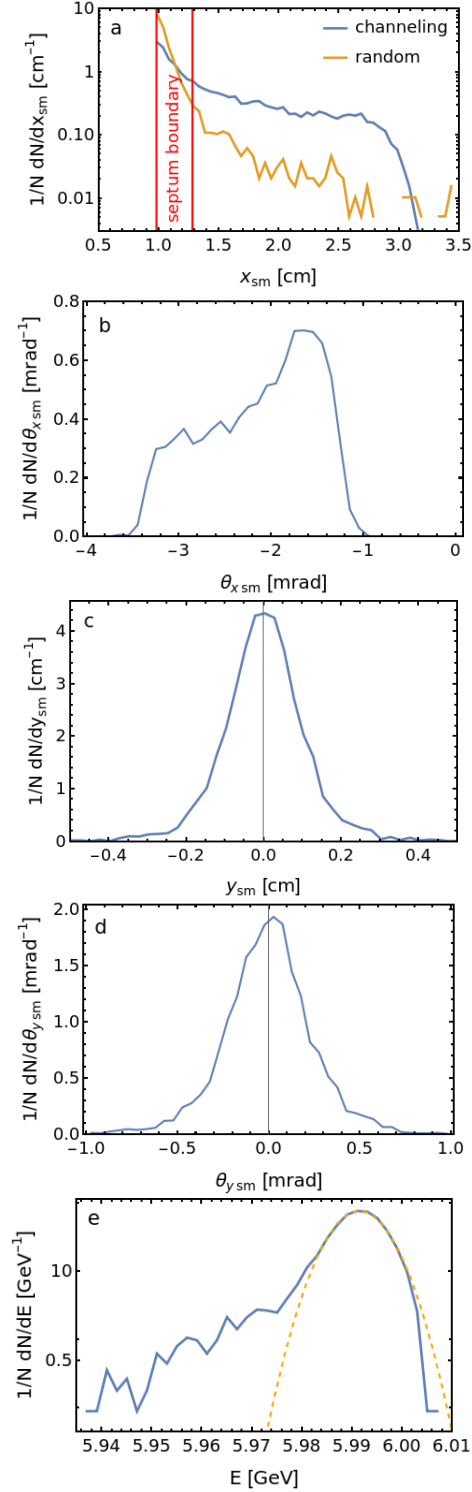 a
channeling
random
septum boundary
1/N dN/dx_sm [cm⁻¹]
10
1
0.10
0.01
0.5 1.0 1.5 2.0 2.5 3.0 3.5
x_sm [cm]
b
1/N dN/dθ_x sm [mrad⁻¹]
0.8
0.6
0.4
0.2
0.0
−4 −3 −2 −1 0
θ_x sm [mrad]
c
1/N dN/dy_sm [cm⁻¹]
4
3
2
1
0
−0.4 −0.2 0.0 0.2 0.4
y_sm [cm]
d
1/N dN/dθ_y sm [mrad⁻¹]
2.0
1.5
1.0
0.5
0.0
−1.0 −0.5 0.0 0.5 1.0
θ_y sm [mrad]
e
1/N dN/dE [GeV⁻¹]
10
0.5
5.94 5.95 5.96 5.97 5.98 5.99 6.00 6.01
E [GeV]